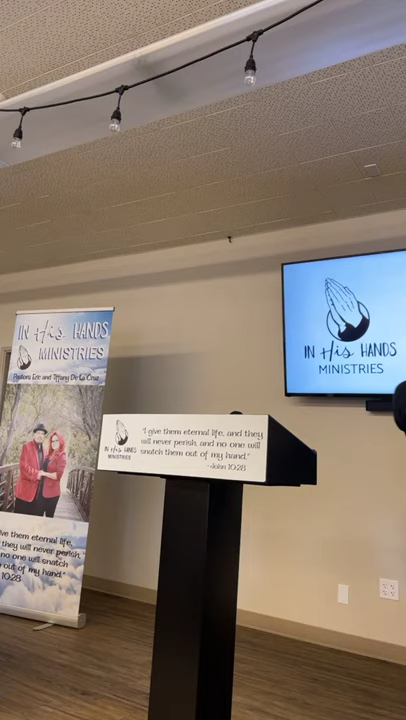 IN His HANDS
MINISTRIES
Pastors Eric and Tiffany De La Cruz
ve them eternal life,
they will never perish,
no one will snatch
out of my hand."
10:28
IN His HANDS
MINISTRIES
"I give them eternal life, and they
will never perish, and no one will
snatch them out of my hand."
~John 10:28
IN His HANDS
MINISTRIES